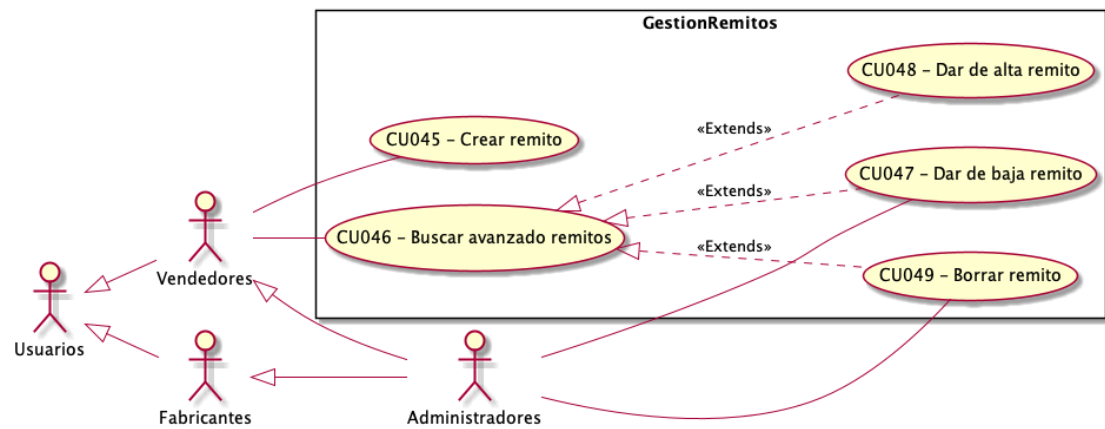 GestionRemitos
CU048 – Dar de alta remito
«Extends»
CU045 – Crear remito
CU047 – Dar de baja remito
«Extends»
CU046 – Buscar avanzado remitos
«Extends»
CU049 – Borrar remito
Vendedores
Usuarios
Fabricantes
Administradores